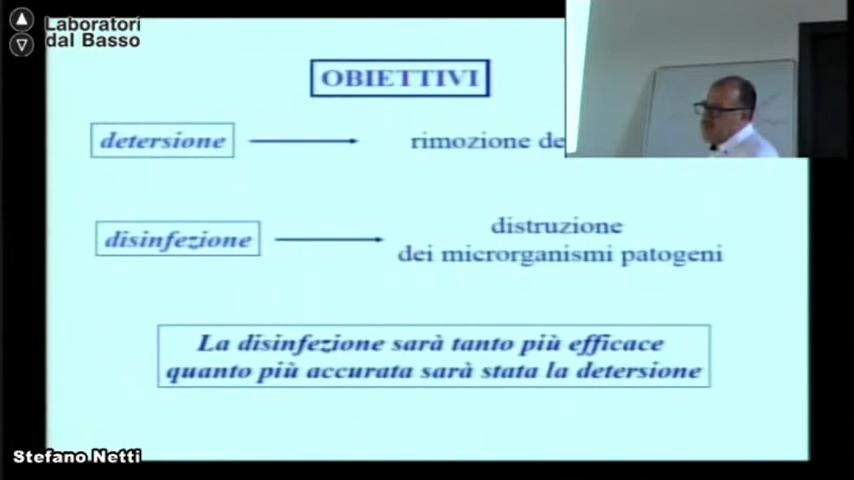 Laboratori
dal Basso
OBIETTIVI
detersione
rimozione de
disinfezione
distruzione
dei microrganismi patogeni
La disinfezione sarà tanto più efficace
quanto più accurata sarà stata la detersione
Stefano Netti